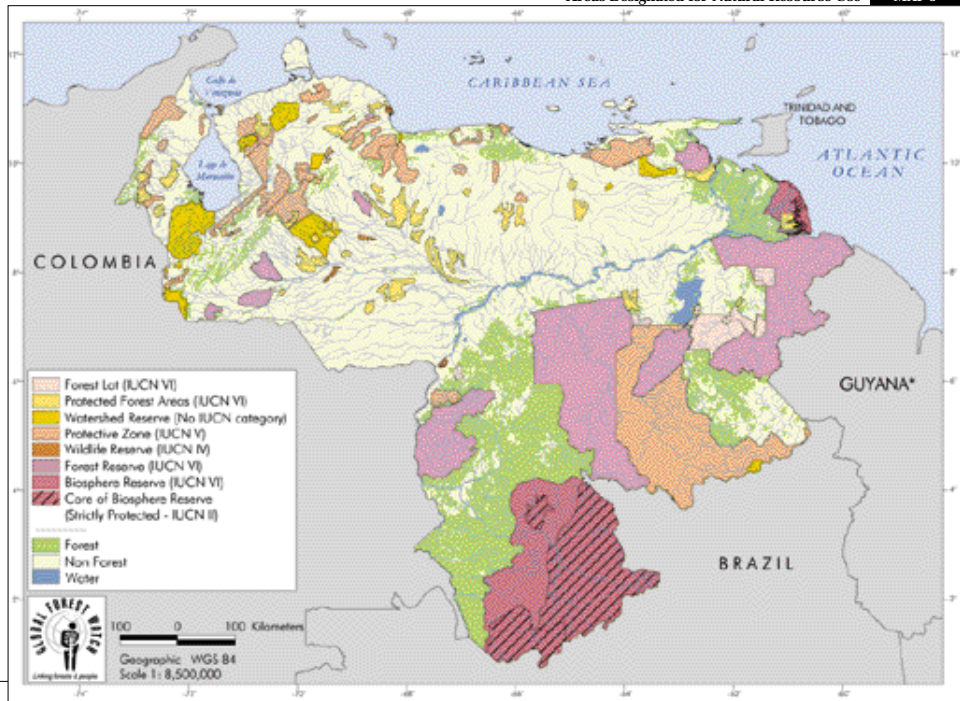 Areas Designated for Natural Resource Use
MAP 6
CARIBBEAN SEA
TRINIDAD AND
TOBAGO
ATLANTIC
OCEAN
Golfo de
Venezuela
Lago de
Maracaibo
COLOMBIA
GUYANA*
BRAZIL
Forest Lot (IUCN VI)
Protected Forest Areas (IUCN VI)
Watershed Reserve (No IUCN category)
Protective Zone (IUCN V)
Wildlife Reserve (IUCN IV)
Forest Reserve (IUCN VI)
Biosphere Reserve (IUCN VI)
Core of Biosphere Reserve
(Strictly Protected - IUCN II)
Forest
Non Forest
Water
GLOBAL FOREST WATCH
Linking forests & people
100 0 100 Kilometers
Geographic WGS-84
Scale 1: 8,500,000